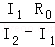 I₁ R₀
I₂ − I₁